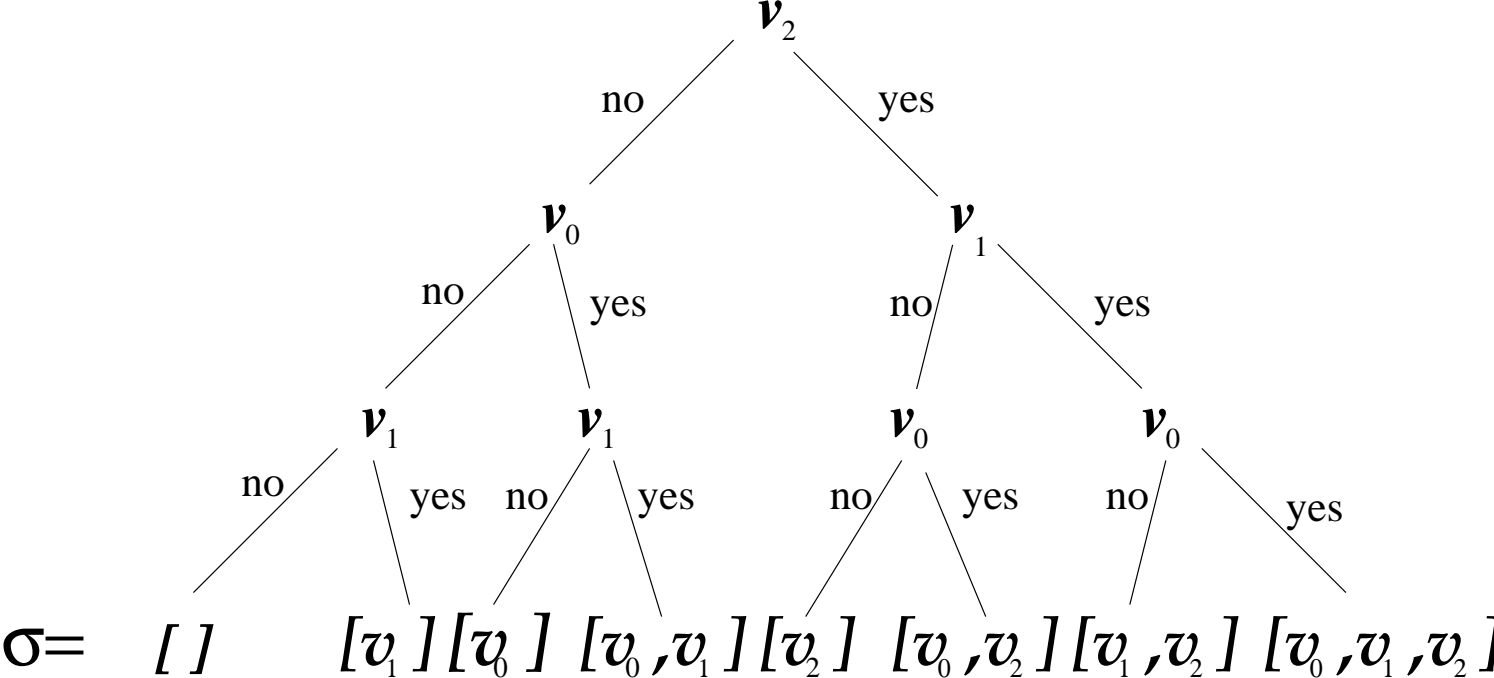 v₂
no yes
v₀ v₁
no yes no yes
v₁ v₁ v₀ v₀
no yes no yes no yes no yes
σ= [ ] [v₁] [v₀] [v₀,v₁] [v₂] [v₀,v₂] [v₁,v₂] [v₀,v₁,v₂]